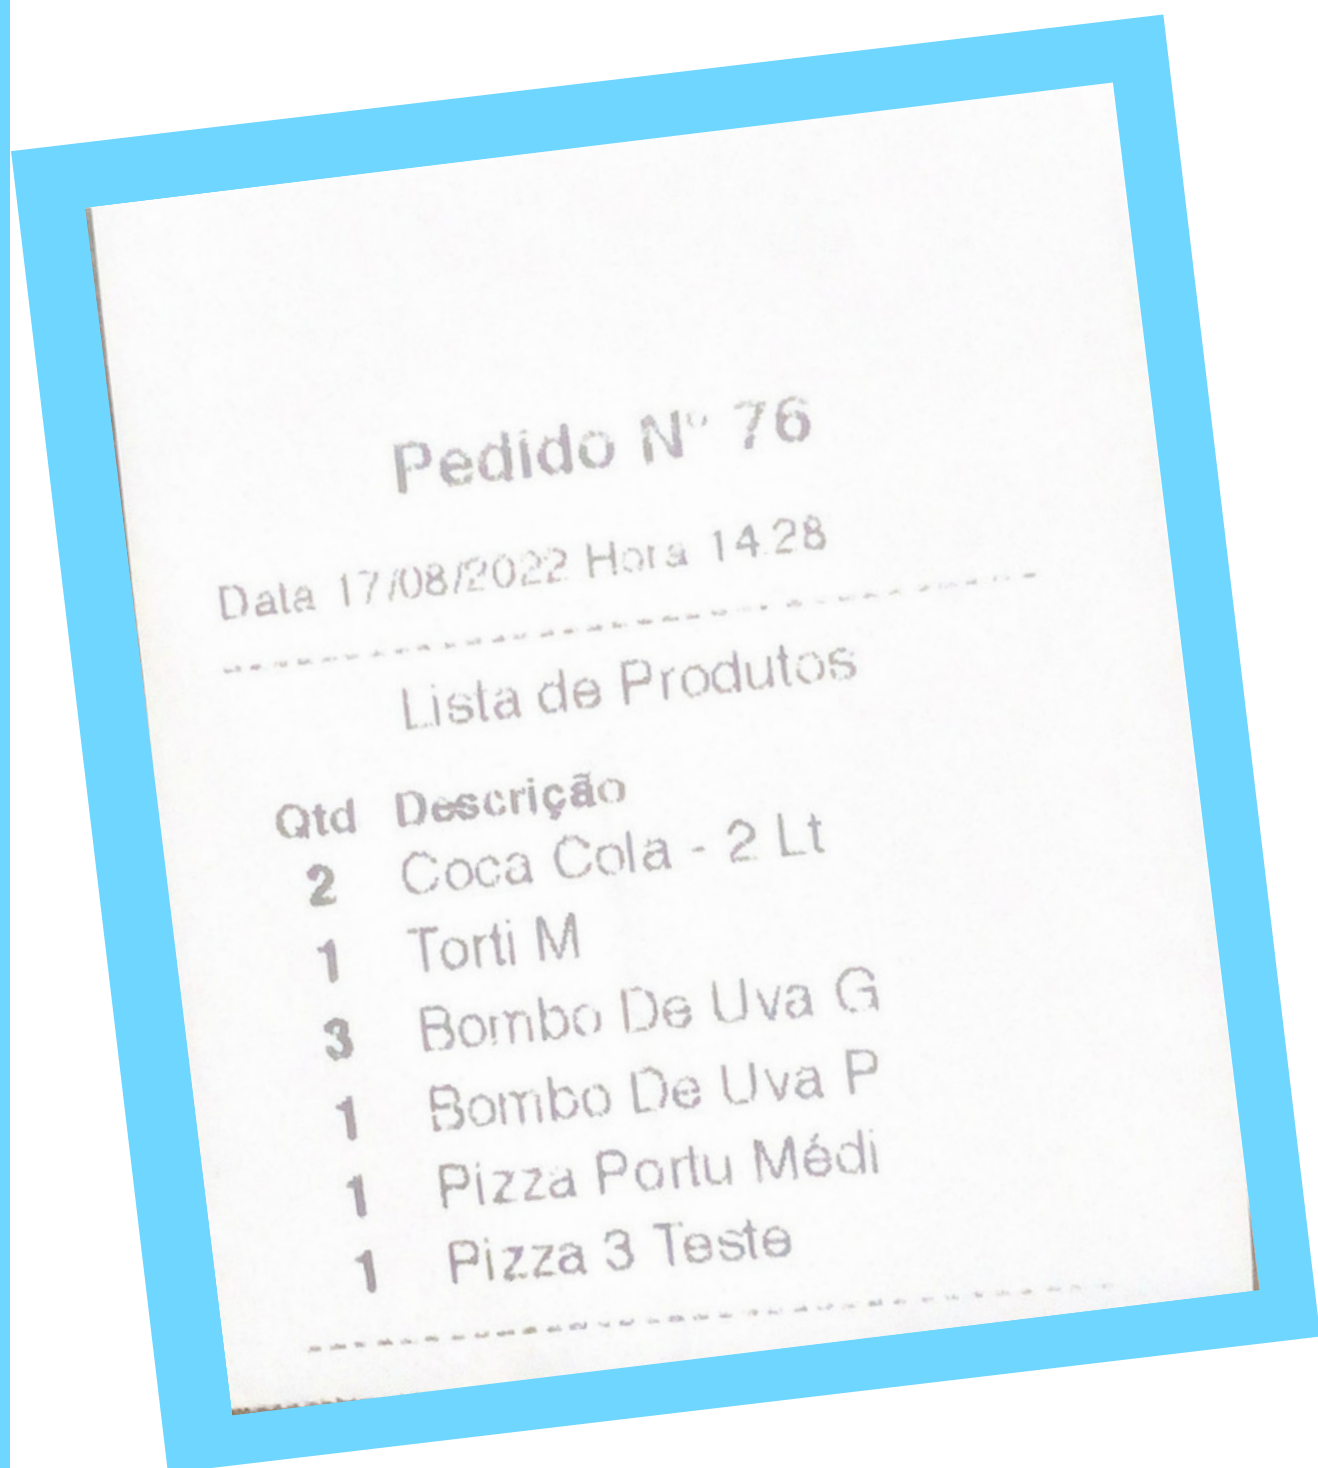 Pedido N° 76
Data 17/08/2022 Hora 14:28
Lista de Produtos
Qtd Descrição
2 Coca Cola - 2 Lt
1 Torti M
3 Bombo De Uva G
1 Bombo De Uva P
1 Pizza Portu Médi
1 Pizza 3 Teste